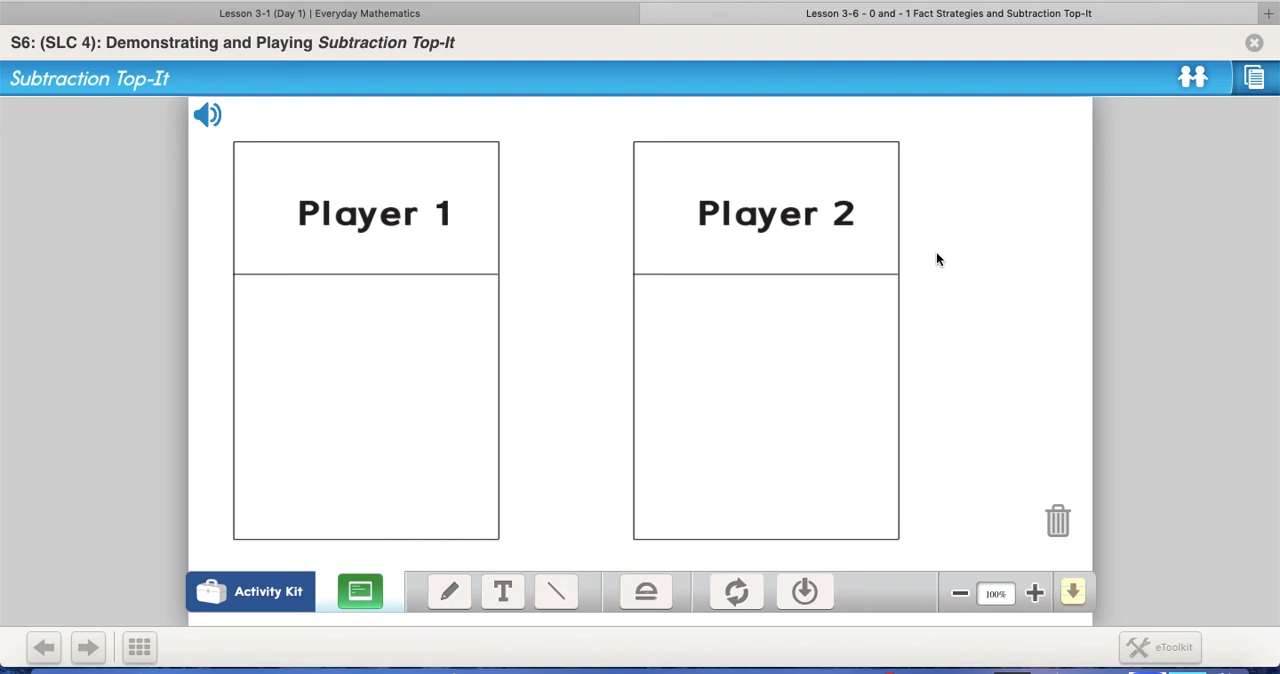 Lesson 3-1 (Day 1) | Everyday Mathematics
Lesson 3-6 - 0 and - 1 Fact Strategies and Subtraction Top-It
S6: (SLC 4): Demonstrating and Playing Subtraction Top-It
Subtraction Top-It
Player 1
Player 2
Activity Kit
T
100%
eToolkit